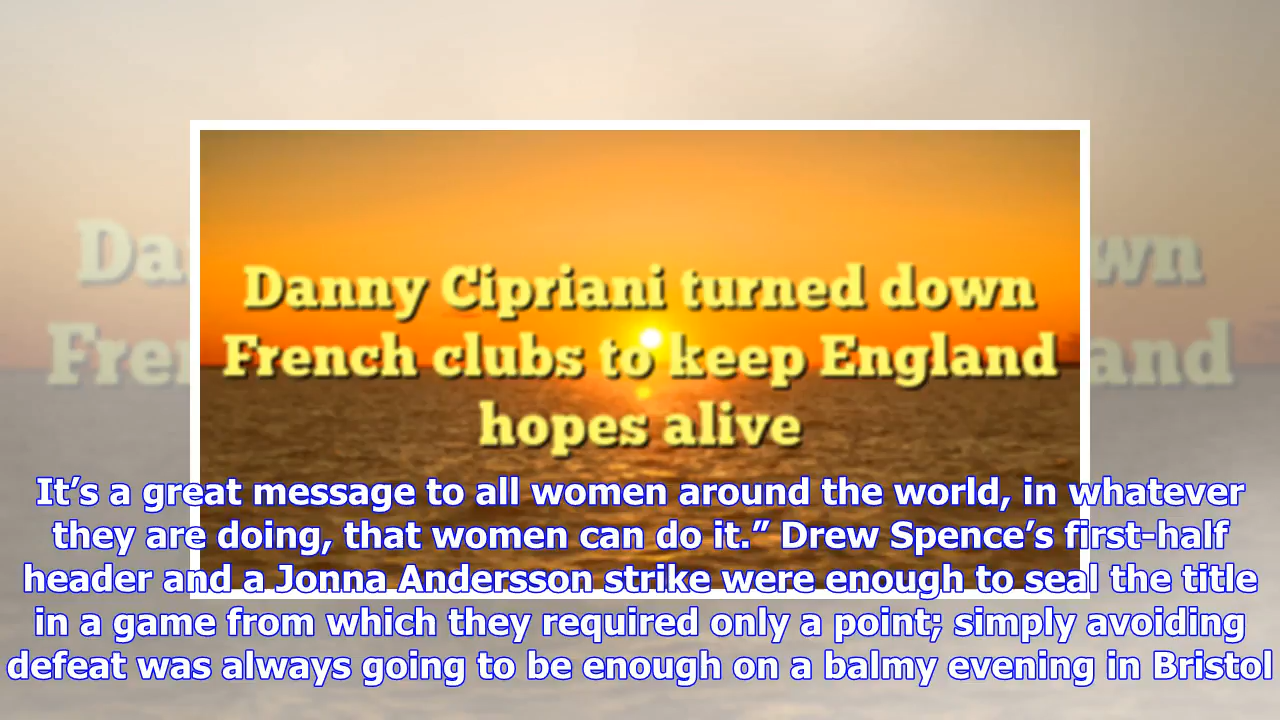 Danny Cipriani turned down
French clubs to keep England
hopes alive
It’s a great message to all women around the world, in whatever
they are doing, that women can do it.” Drew Spence’s first-half
header and a Jonna Andersson strike were enough to seal the title
in a game from which they required only a point; simply avoiding
defeat was always going to be enough on a balmy evening in Bristol